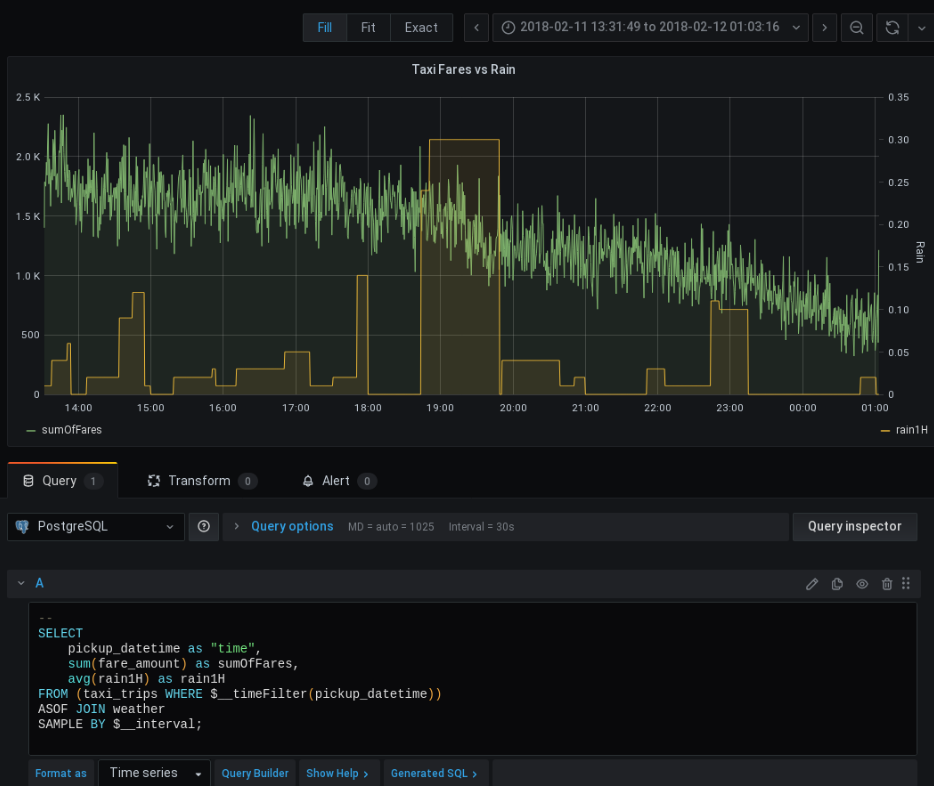 Fill Fit Exact 2018-02-11 13:31:49 to 2018-02-12 01:03:16
Taxi Fares vs Rain
2.5 K
2.0 K
1.5 K
1.0 K
500
0
0.35
0.30
0.25
0.20
0.15
0.10
0.05
0
Rain
14:00 15:00 16:00 17:00 18:00 19:00 20:00 21:00 22:00 23:00 00:00 01:00
sumOfFares rain1H
Query 1 Transform 0 Alert 0
PostgreSQL Query options MD = auto = 1025 Interval = 30s Query inspector
A
--
SELECT
pickup_datetime as "time",
sum(fare_amount) as sumOfFares,
avg(rain1H) as rain1H
FROM (taxi_trips WHERE $__timeFilter(pickup_datetime))
ASOF JOIN weather
SAMPLE BY $__interval;
Format as Time series Query Builder Show Help Generated SQL